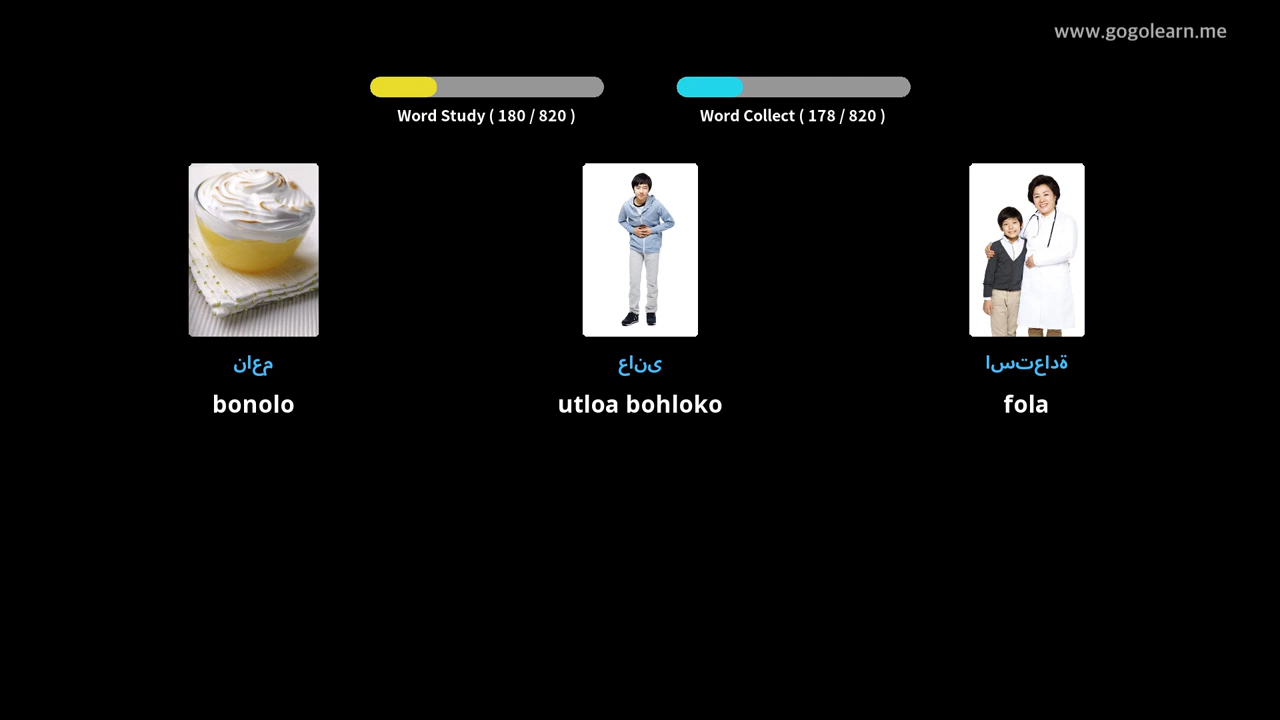 www.gogolearn.me
Word Study ( 180 / 820 )
Word Collect ( 178 / 820 )
ناعم
عانى
استعادة
bonolo
utloa bohloko
fola